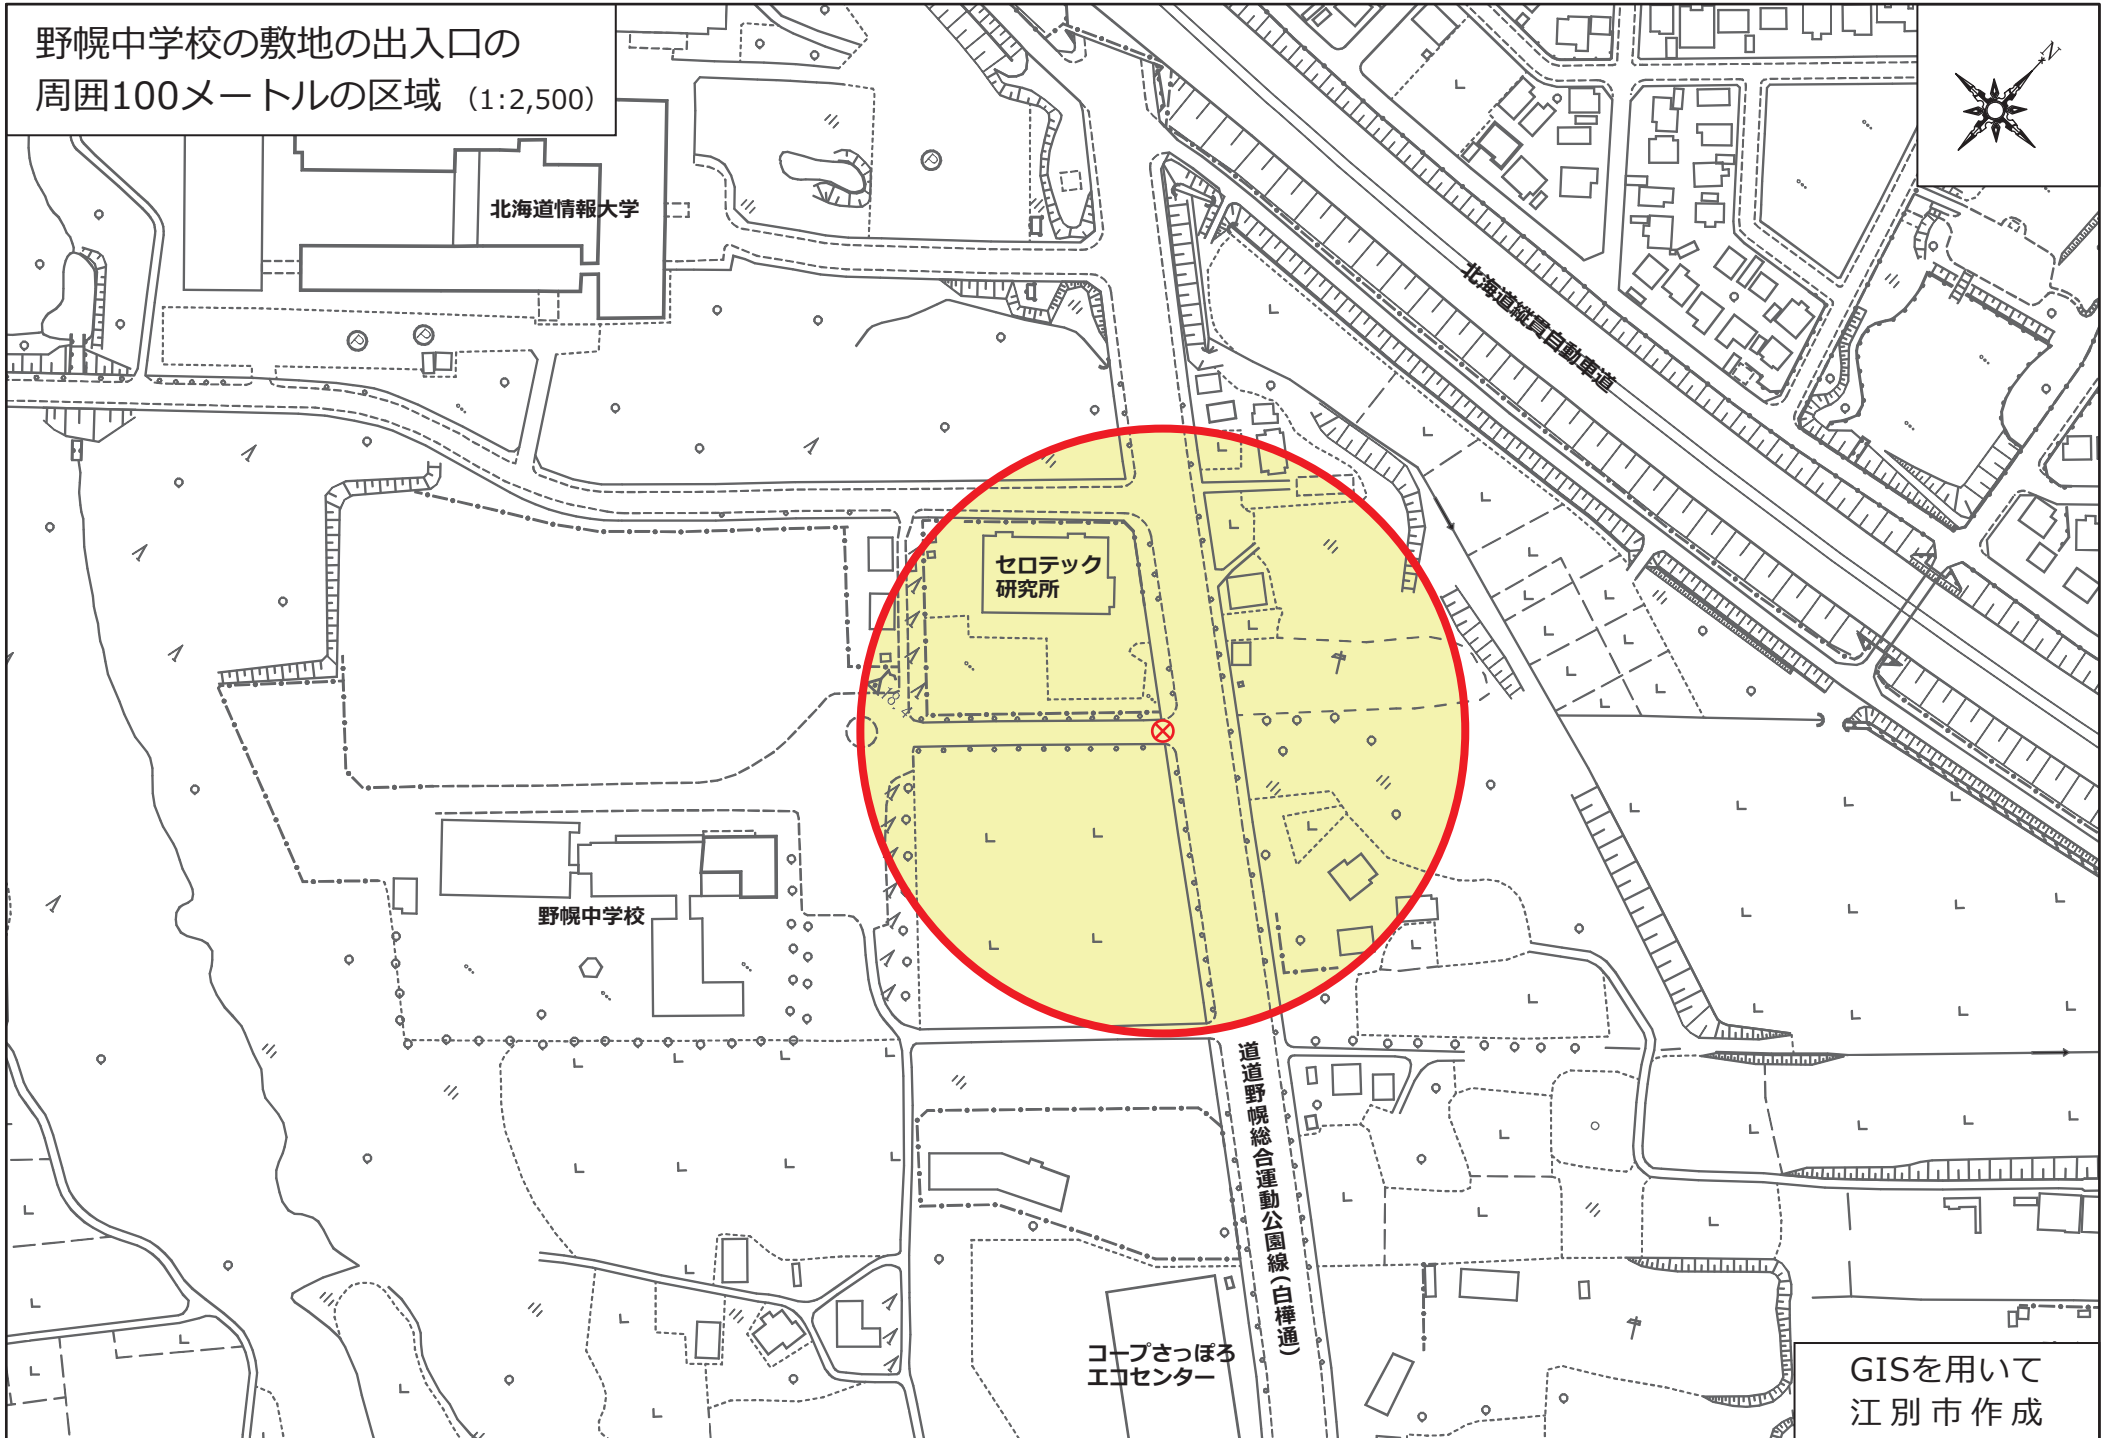 野幌中学校の敷地の出入口の
周囲100メートルの区域 (1:2,500)
N
北海道情報大学
P
P
P
北海道縦貫自動車道
セロテック
研究所
78.4
野幌中学校
道道野幌総合運動公園線(白樺通)
コープさっぽろ
エコセンター
GISを用いて
江別市作成